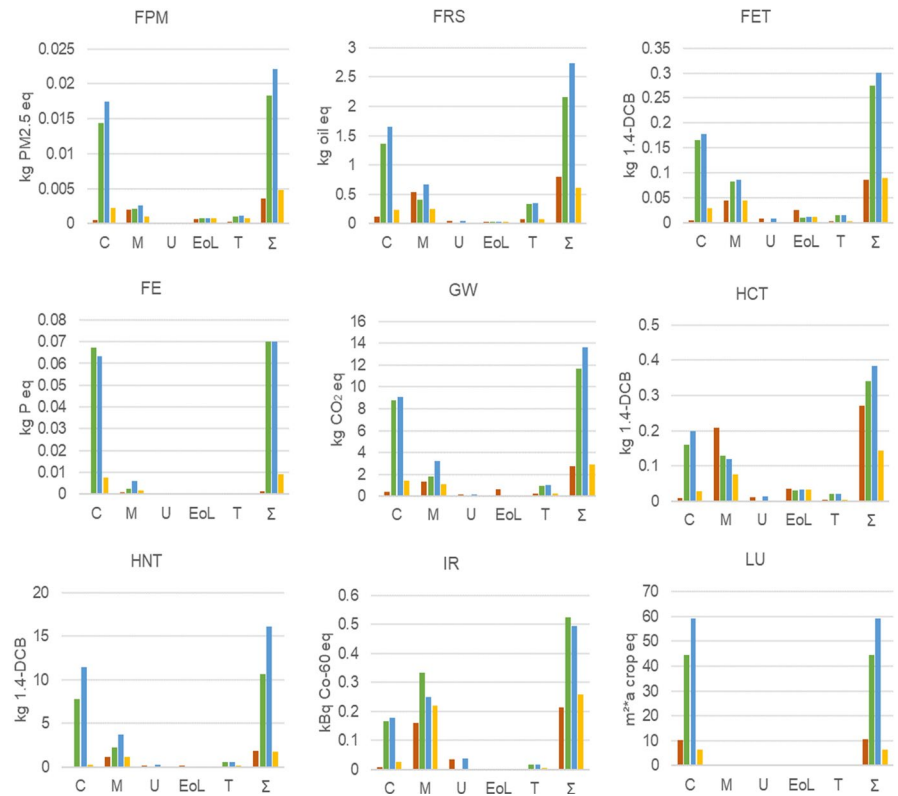 FPM
kg PM2.5 eq
0.025
0.02
0.015
0.01
0.005
0
C M U EoL T Σ
FRS
kg oil eq
3
2.5
2
1.5
1
0.5
0
C M U EoL T Σ
FET
kg 1.4-DCB
0.35
0.3
0.25
0.2
0.15
0.1
0.05
0
C M U EoL T Σ
FE
kg P eq
0.08
0.07
0.06
0.05
0.04
0.03
0.02
0.01
0
C M U EoL T Σ
GW
kg CO₂ eq
16
14
12
10
8
6
4
2
0
C M U EoL T Σ
HCT
kg 1.4-DCB
0.5
0.4
0.3
0.2
0.1
0
C M U EoL T Σ
HNT
kg 1.4-DCB
20
15
10
5
0
C M U EoL T Σ
IR
kBq Co-60 eq
0.6
0.5
0.4
0.3
0.2
0.1
0
C M U EoL T Σ
LU
m²*a crop eq
70
60
50
40
30
20
10
0
C M U EoL T Σ